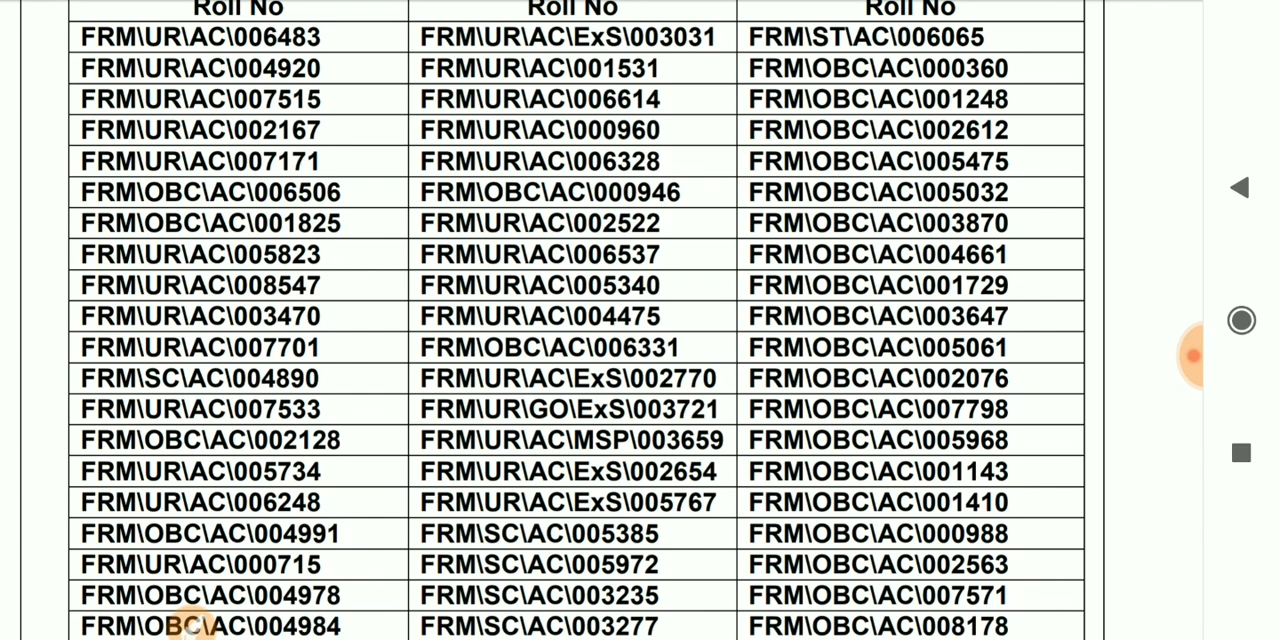 Roll No Roll No Roll No
FRM\UR\AC\006483 FRM\UR\AC\ExS\003031 FRM\ST\AC\006065
FRM\UR\AC\004920 FRM\UR\AC\001531 FRM\OBC\AC\000360
FRM\UR\AC\007515 FRM\UR\AC\006614 FRM\OBC\AC\001248
FRM\UR\AC\002167 FRM\UR\AC\000960 FRM\OBC\AC\002612
FRM\UR\AC\007171 FRM\UR\AC\006328 FRM\OBC\AC\005475
FRM\OBC\AC\006506 FRM\OBC\AC\000946 FRM\OBC\AC\005032
FRM\OBC\AC\001825 FRM\UR\AC\002522 FRM\OBC\AC\003870
FRM\UR\AC\005823 FRM\UR\AC\006537 FRM\OBC\AC\004661
FRM\UR\AC\008547 FRM\UR\AC\005340 FRM\OBC\AC\001729
FRM\UR\AC\003470 FRM\UR\AC\004475 FRM\OBC\AC\003647
FRM\UR\AC\007701 FRM\OBC\AC\006331 FRM\OBC\AC\005061
FRM\SC\AC\004890 FRM\UR\AC\ExS\002770 FRM\OBC\AC\002076
FRM\UR\AC\007533 FRM\UR\GO\ExS\003721 FRM\OBC\AC\007798
FRM\OBC\AC\002128 FRM\UR\AC\MSP\003659 FRM\OBC\AC\005968
FRM\UR\AC\005734 FRM\UR\AC\ExS\002654 FRM\OBC\AC\001143
FRM\UR\AC\006248 FRM\UR\AC\ExS\005767 FRM\OBC\AC\001410
FRM\OBC\AC\004991 FRM\SC\AC\005385 FRM\OBC\AC\000988
FRM\UR\AC\000715 FRM\SC\AC\005972 FRM\OBC\AC\002563
FRM\OBC\AC\004978 FRM\SC\AC\003235 FRM\OBC\AC\007571
FRM\OBC\AC\004984 FRM\SC\AC\003277 FRM\OBC\AC\008178